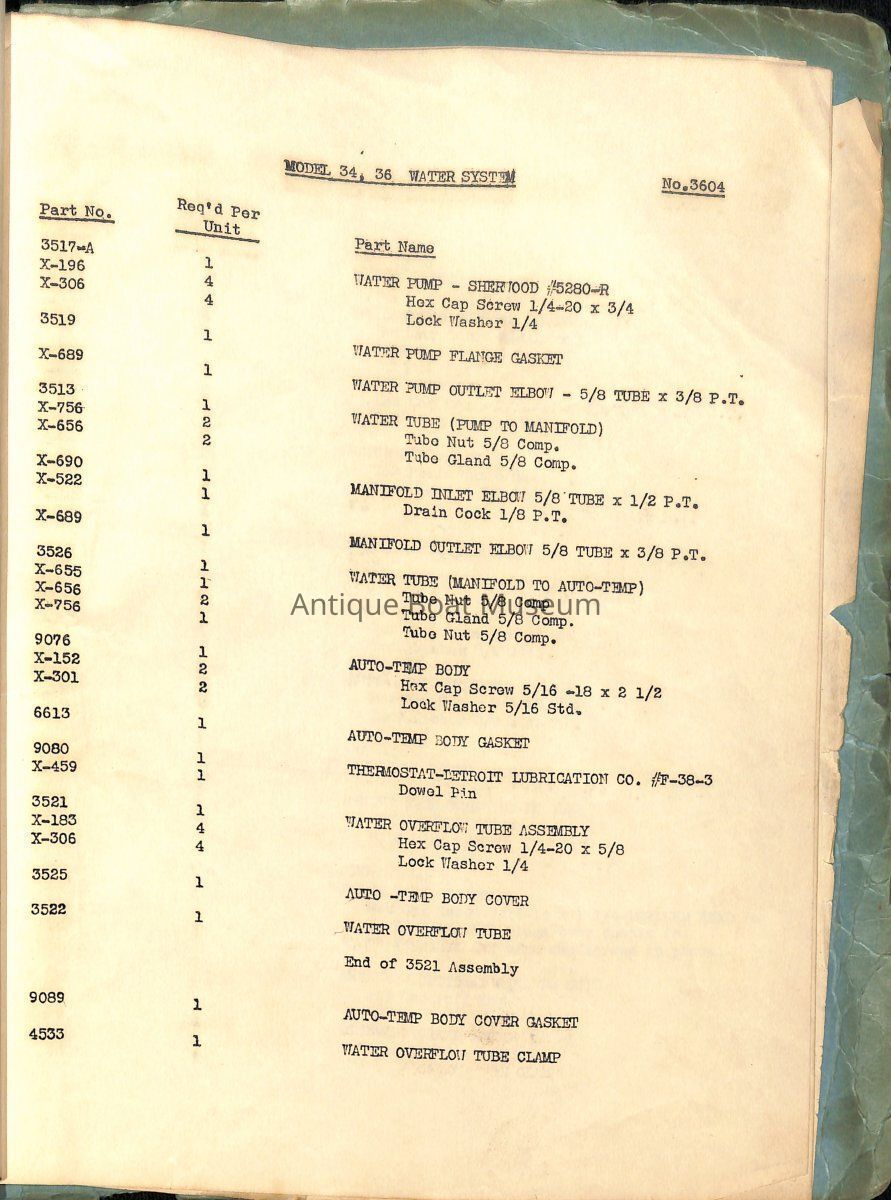 MODEL 34, 36 WATER SYSTEM No.3604
Part No. Req'd Per Unit Part Name
3517-A 1 WATER PUMP - SHERWOOD #5280-R
X-196 4 Hex Cap Screw 1/4-20 x 3/4
X-306 4 Lock Washer 1/4
3519 1 WATER PUMP FLANGE GASKET
X-689 1 WATER PUMP OUTLET ELBOW - 5/8 TUBE x 3/8 P.T.
3513 1 WATER TUBE (PUMP TO MANIFOLD)
X-756 2 Tube Nut 5/8 Comp.
X-656 2 Tube Gland 5/8 Comp.
X-690 1 MANIFOLD INLET ELBOW 5/8 TUBE x 1/2 P.T.
X-522 1 Drain Cock 1/8 P.T.
X-689 1 MANIFOLD OUTLET ELBOW 5/8 TUBE x 3/8 P.T.
3526 1 WATER TUBE (MANIFOLD TO AUTO-TEMP)
X-655 1 Tube Nut 5/8 Comp
X-656 2 Tube Gland 5/8 Comp.
X-756 1 Tube Nut 5/8 Comp.
Antique Boat Museum
9076 1 AUTO-TEMP BODY
X-152 2 Hex Cap Screw 5/16 -18 x 2 1/2
X-301 2 Lock Washer 5/16 Std.
6613 1 AUTO-TEMP BODY GASKET
9080 1 THERMOSTAT-DETROIT LUBRICATION CO. #F-38-3
X-459 1 Dowel Pin
3521 1 WATER OVERFLOW TUBE ASSEMBLY
X-183 4 Hex Cap Screw 1/4-20 x 5/8
X-306 4 Lock Washer 1/4
3525 1 AUTO -TEMP BODY COVER
3522 1 WATER OVERFLOW TUBE
End of 3521 Assembly
9089 1 AUTO-TEMP BODY COVER GASKET
4533 1 WATER OVERFLOW TUBE CLAMP